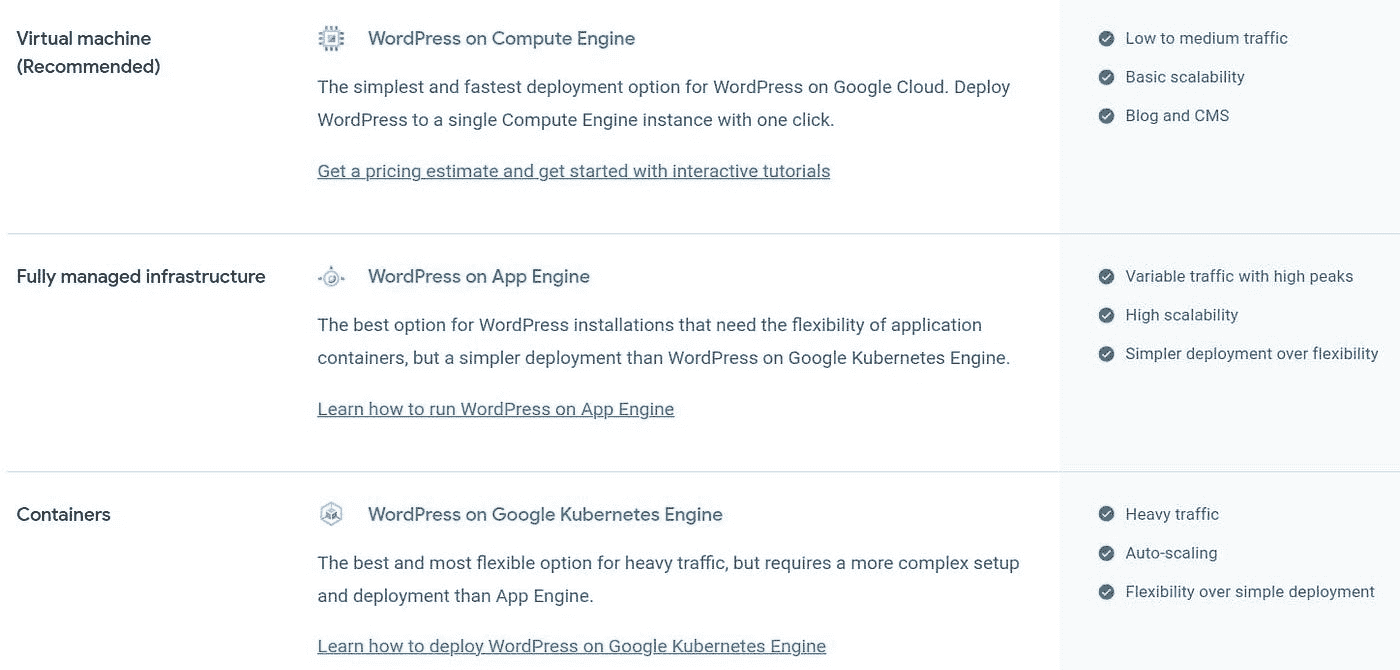 Virtual machine
(Recommended)
WordPress on Compute Engine
The simplest and fastest deployment option for WordPress on Google Cloud. Deploy
WordPress to a single Compute Engine instance with one click.
Get a pricing estimate and get started with interactive tutorials
Low to medium traffic
Basic scalability
Blog and CMS
Fully managed infrastructure
WordPress on App Engine
The best option for WordPress installations that need the flexibility of application
containers, but a simpler deployment than WordPress on Google Kubernetes Engine.
Learn how to run WordPress on App Engine
Variable traffic with high peaks
High scalability
Simpler deployment over flexibility
Containers
WordPress on Google Kubernetes Engine
The best and most flexible option for heavy traffic, but requires a more complex setup
and deployment than App Engine.
Learn how to deploy WordPress on Google Kubernetes Engine
Heavy traffic
Auto-scaling
Flexibility over simple deployment